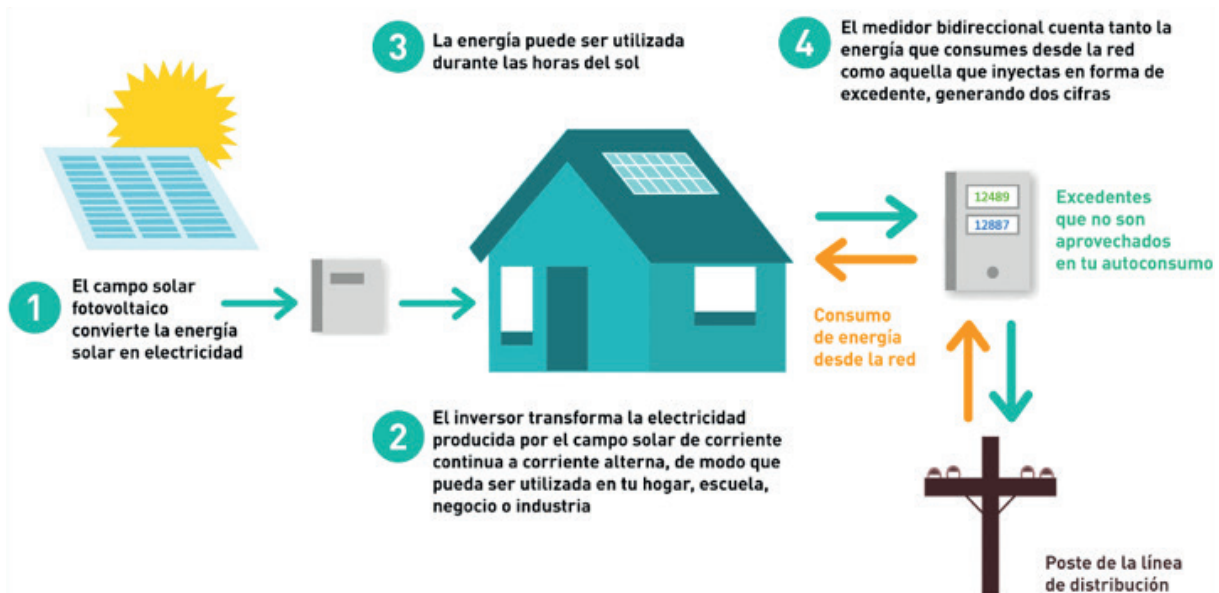 3
La energía puede ser utilizada
durante las horas del sol
4
El medidor bidireccional cuenta tanto la
energía que consumes desde la red
como aquella que inyectas en forma de
excedente, generando dos cifras
12489
12887
Excedentes
que no son
aprovechados
en tu autoconsumo
1
El campo solar
fotovoltaico
convierte la energía
solar en electricidad
Consumo
de energía
desde la red
2
El inversor transforma la electricidad
producida por el campo solar de corriente
continua a corriente alterna, de modo que
pueda ser utilizada en tu hogar, escuela,
negocio o industria
Poste de la línea
de distribución